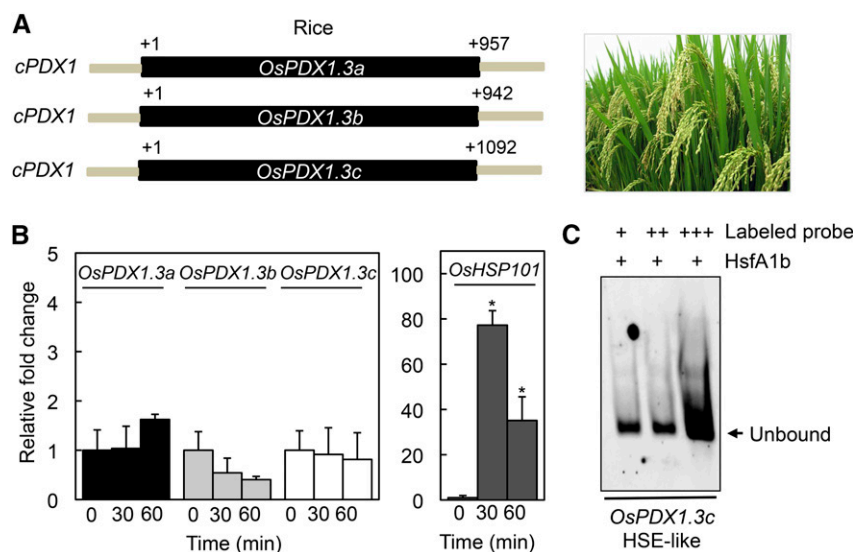 A
Rice
+1 +957
cPDX1 OsPDX1.3a
+1 +942
cPDX1 OsPDX1.3b
+1 +1092
cPDX1 OsPDX1.3c
B
Relative fold change
5
4
3
2
1
0
OsPDX1.3a OsPDX1.3b OsPDX1.3c
0 30 60 0 30 60 0 30 60
Time (min)
100
80
60
40
20
0
OsHSP101
*
*
0 30 60
Time (min)
C
+ ++ +++ Labeled probe
+ + + HsfA1b
Unbound
OsPDX1.3c
HSE-like